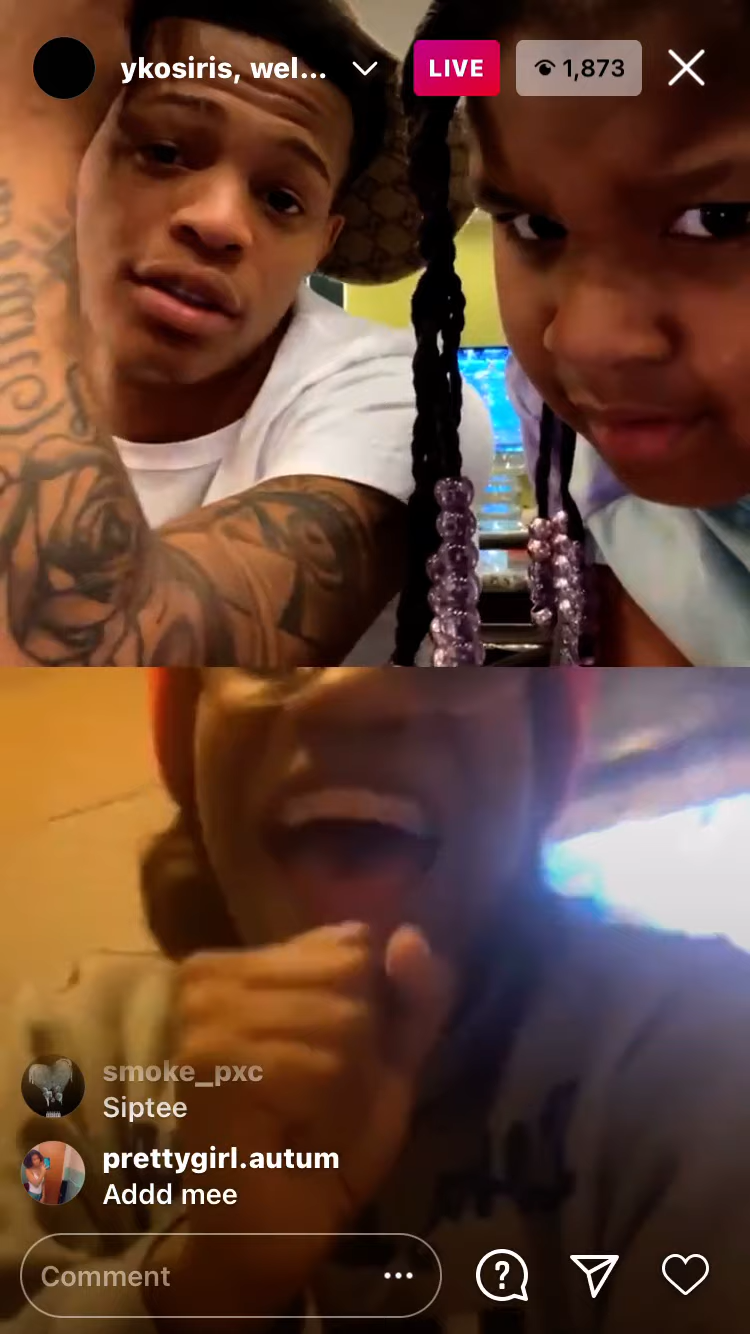 ykosiris, wel...
LIVE
1,873
smoke_pxc
Siptee
prettygirl.autum
Addd mee
Comment